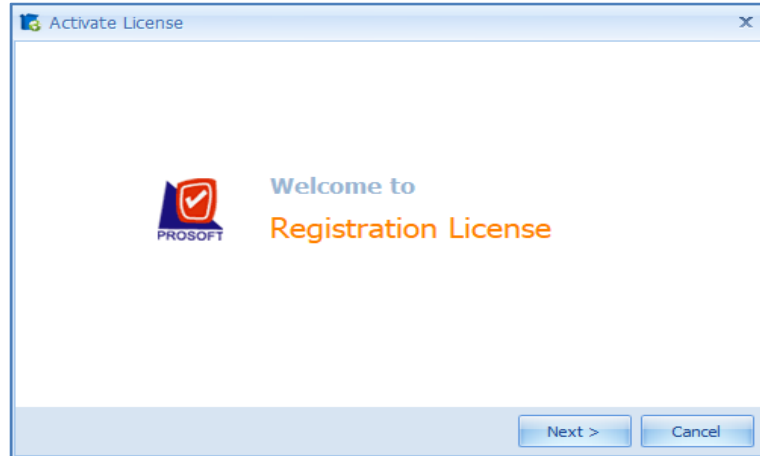 Activate License
Welcome to
Registration License
PROSOFT
Next >
Cancel